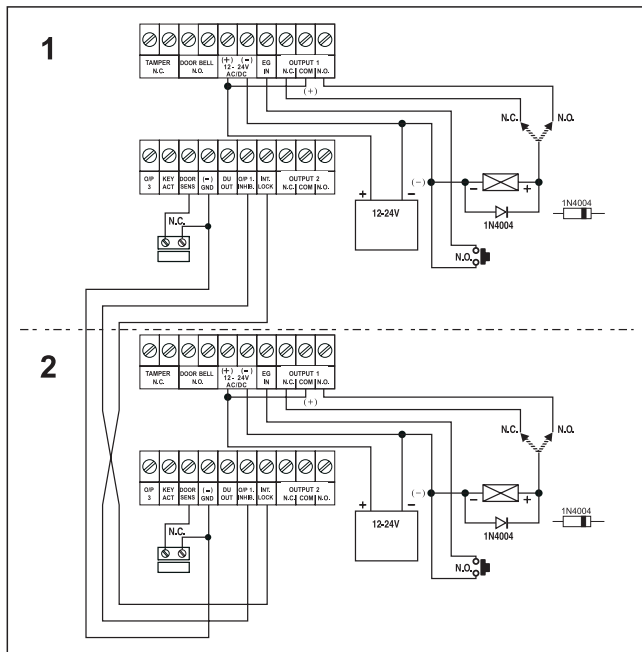 1
(+) (-)
TAMPER DOOR BELL 12- 24V EG OUTPUT 1
N.C. N.O. AC/DC IN N.C. COM N.O.
(+)
N.C. N.O.
O/P KEY DOOR (-) DU O/P 1. INT. OUTPUT 2
3 ACT SENS GND OUT INHIB. LOCK N.C. COM N.O.
(-) - +
+ -
12-24V
1N4004
1N4004
N.C.
N.O.
2
(+) (-)
TAMPER DOOR BELL 12- 24V EG OUTPUT 1
N.C. N.O. AC/DC IN N.C. COM N.O.
(+)
N.C. N.O.
O/P KEY DOOR (-) DU O/P 1. INT. OUTPUT 2
3 ACT SENS GND OUT INHIB. LOCK N.C. COM N.O.
(-) - +
+ -
12-24V
1N4004
1N4004
N.C.
N.O.